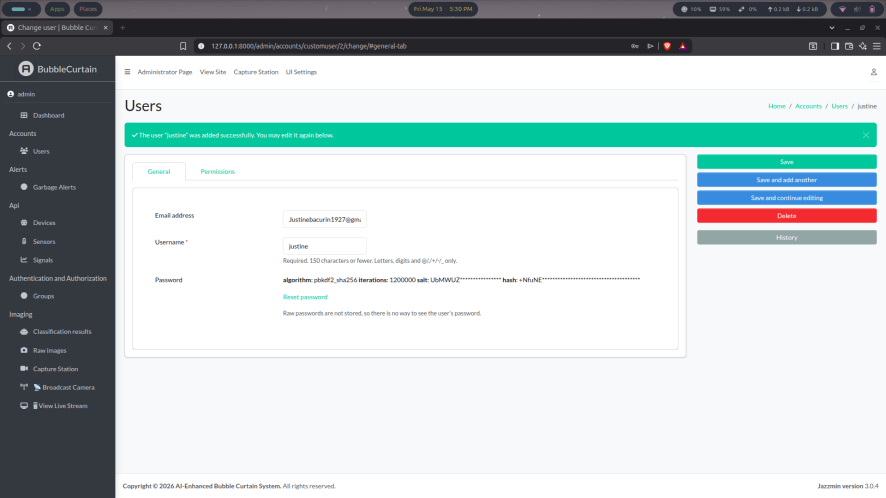 Apps
Places
Fri May 15 5:30 PM
16%
59%
0%
0.2 kB
0.2 kB
Change user | Bubble Cur
127.0.0.1:8000/admin/accounts/customuser/2/change/#general-tab
BubbleCurtain
Administrator Page
View Site
Capture Station
UI Settings
admin
Dashboard
Accounts
Users
Alerts
Garbage Alerts
Api
Devices
Sensors
Signals
Authentication and Authorization
Groups
Imaging
Classification results
Raw images
Capture Station
Broadcast Camera
View Live Stream
Users
Home / Accounts / Users / justine
The user "justine" was added successfully. You may edit it again below.
General
Permissions
Email address
Justinebacurin1927@gm
Username *
justine
Required. 150 characters or fewer. Letters, digits and @/./+/-/_ only.
Password
algorithm: pbkdf2_sha256 iterations: 1200000 salt: UbMWUZ**************** hash: +NfuNE**************************************
Reset password
Raw passwords are not stored, so there is no way to see the user's password.
Save
Save and add another
Save and continue editing
Delete
History
Copyright © 2026 AI-Enhanced Bubble Curtain System. All rights reserved.
Jazzmin version 3.0.4